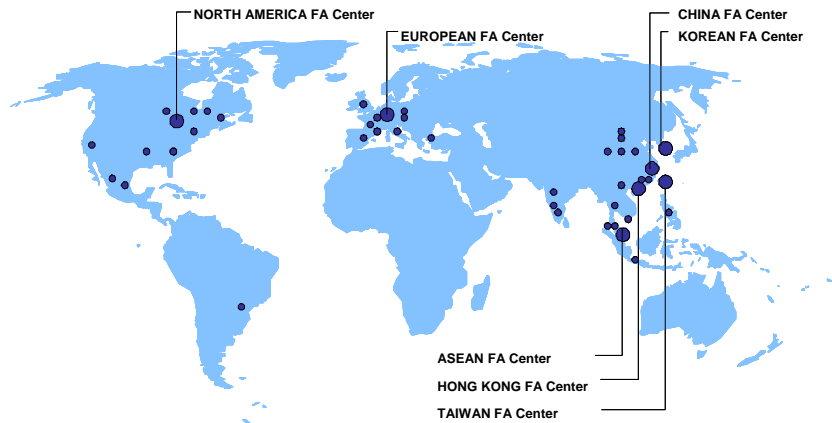 NORTH AMERICA FA Center
CHINA FA Center
EUROPEAN FA Center
KOREAN FA Center
ASEAN FA Center
HONG KONG FA Center
TAIWAN FA Center